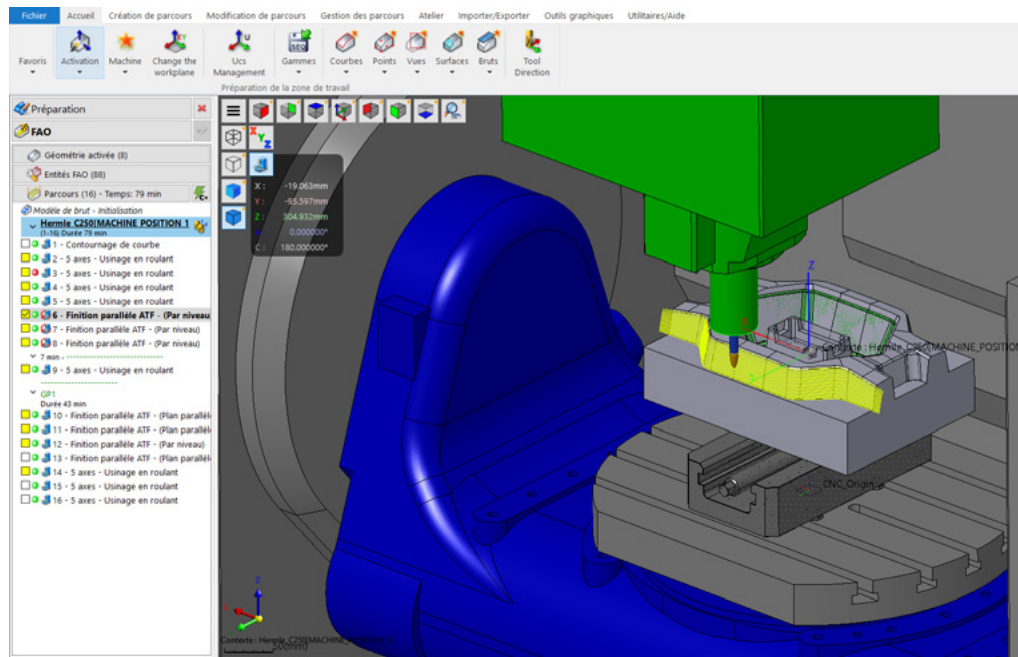 Fichier Accueil Création de parcours Modification de parcours Gestion des parcours Atelier Importer/Exporter Outils graphiques Utilitaires/Aide
Favoris Activation Machine Change the workplane Ucs Management Gammes Courbes Points Vues Surfaces Bruts Tool Direction
Préparation de la zone de travail
Préparation
FAO
Géométrie activée (8)
Entités FAO (88)
Parcours (16) - Temps: 79 min
Modèle de brut - Initialisation
Hermle C250[MACHINE POSITION 1
(1-16) Durée 79 min
1 - Contournage de courbe
2 - 5 axes - Usinage en roulant
3 - 5 axes - Usinage en roulant
4 - 5 axes - Usinage en roulant
5 - 5 axes - Usinage en roulant
6 - Finition parallèle ATF - (Par niveau
7 - Finition parallèle ATF - (Par niveau)
8 - Finition parallèle ATF - (Par niveau)
7 min -
9 - 5 axes - Usinage en roulant
GP1
Durée 43 min
10 - Finition parallèle ATF - (Plan parallèl
11 - Finition parallèle ATF - (Plan parallèl
12 - Finition parallèle ATF - (Par niveau)
13 - Finition parallèle ATF - (Plan parallèl
14 - 5 axes - Usinage en roulant
15 - 5 axes - Usinage en roulant
16 - 5 axes - Usinage en roulant
X Y Z
X : -19.063mm
Y : -95.597mm
Z : 304.932mm
0.000000°
C : 180.000000°
Z
X
Y
Contexte : Hermle_C250[MACHINE_POSITION
CNC_Origin
Z
Contexte : Hermle_C250[MACHINE
50(mm)